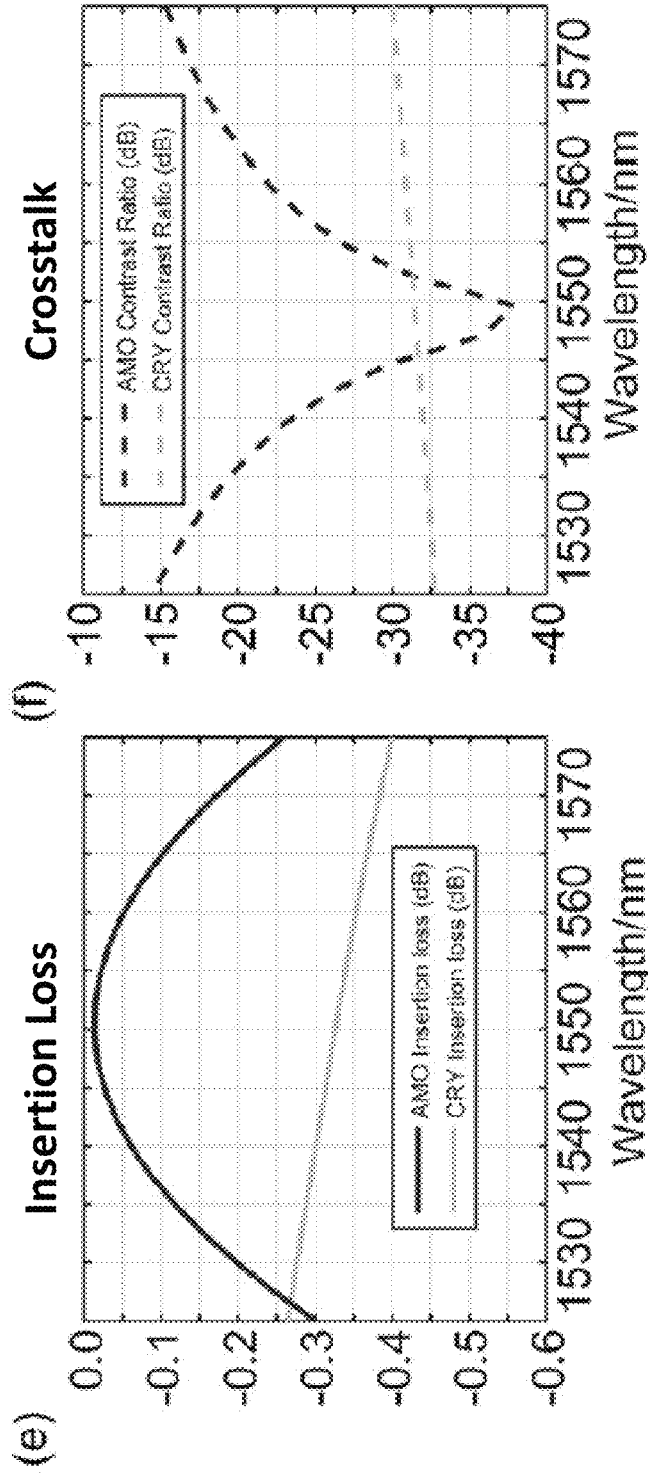 (e)
Insertion Loss
0.0
-0.1
-0.2
-0.3
-0.4
-0.5
-0.6
AMO Insertion loss (dB)
CRY Insertion loss (dB)
1530 1540 1550 1560 1570
Wavelength/nm
(f)
Crosstalk
-10
-15
-20
-25
-30
-35
-40
AMO Contrast Ratio (dB)
CRY Contrast Ratio (dB)
1530 1540 1550 1560 1570
Wavelength/nm